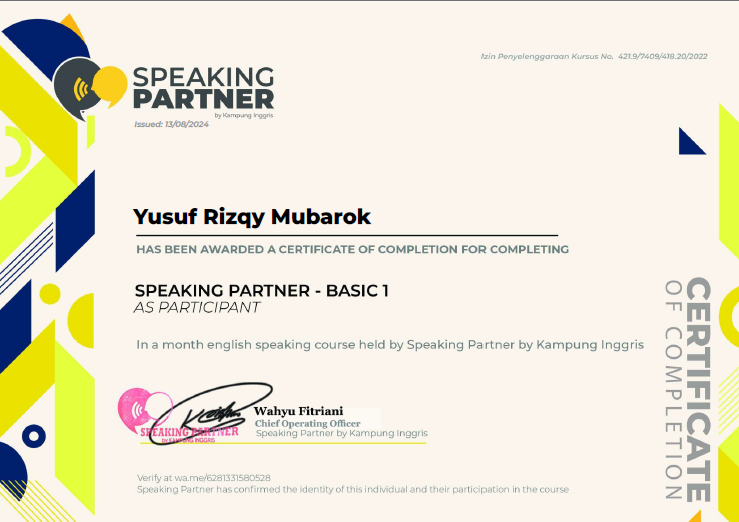 Izin Penyelenggaraan Kursus No. 421.9/7409/418.20/2022
SPEAKING
PARTNER
by Kampung Inggris
Issued: 13/08/2024
Yusuf Rizqy Mubarok
HAS BEEN AWARDED A CERTIFICATE OF COMPLETION FOR COMPLETING
SPEAKING PARTNER - BASIC 1
AS PARTICIPANT
In a month english speaking course held by Speaking Partner by Kampung Inggris
CERTIFICATE
OF COMPLETION
SPEAKING PARTNER
by KAMPUNG INGGRIS
Wahyu Fitriani
Chief Operating Officer
Speaking Partner by Kampung Inggris
Verify at wa.me/6281331580528
Speaking Partner has confirmed the identity of this individual and their participation in the course